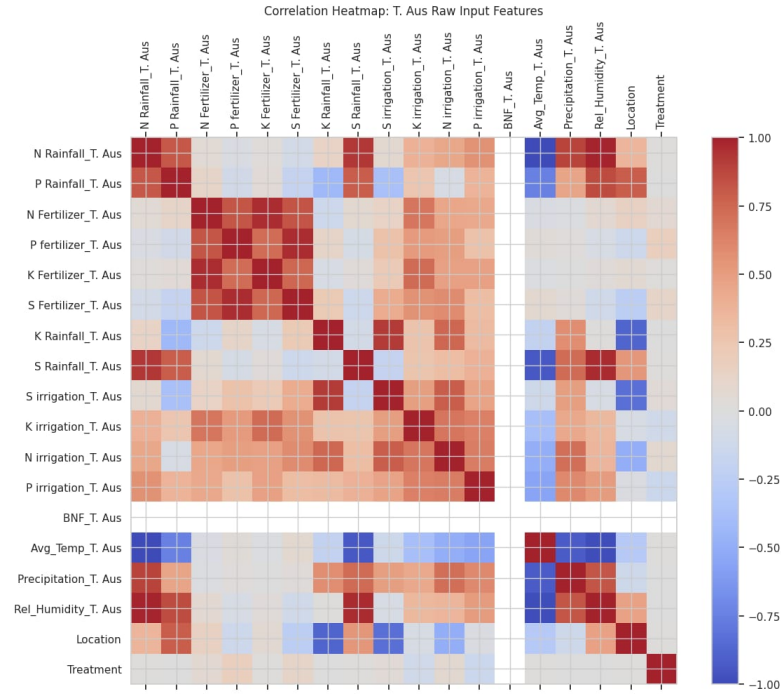 Correlation Heatmap: T. Aus Raw Input Features
N Rainfall_T. Aus
P Rainfall_T. Aus
N Fertilizer_T. Aus
P fertilizer_T. Aus
K Fertilizer_T. Aus
S Fertilizer_T. Aus
K Rainfall_T. Aus
S Rainfall_T. Aus
S irrigation_T. Aus
K irrigation_T. Aus
N irrigation_T. Aus
P irrigation_T. Aus
BNF_T. Aus
Avg_Temp_T. Aus
Precipitation_T. Aus
Rel_Humidity_T. Aus
Location
Treatment
N Rainfall_T. Aus
P Rainfall_T. Aus
N Fertilizer_T. Aus
P fertilizer_T. Aus
K Fertilizer_T. Aus
S Fertilizer_T. Aus
K Rainfall_T. Aus
S Rainfall_T. Aus
S irrigation_T. Aus
K irrigation_T. Aus
N irrigation_T. Aus
P irrigation_T. Aus
BNF_T. Aus
Avg_Temp_T. Aus
Precipitation_T. Aus
Rel_Humidity_T. Aus
Location
Treatment
1.00
0.75
0.50
0.25
0.00
−0.25
−0.50
−0.75
−1.00